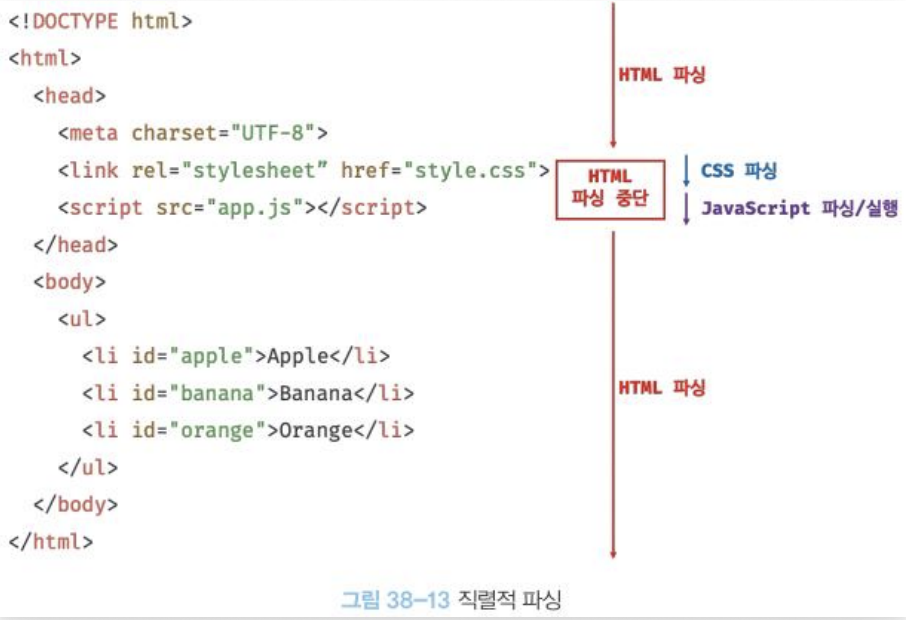 <!DOCTYPE html>
<html>
<head>
<meta charset="UTF-8">
<link rel="stylesheet” href="style.css">
<script src="app.js"></script>
</head>
<body>
<ul>
<li id="apple">Apple</li>
<li id="banana">Banana</li>
<li id="orange">Orange</li>
</ul>
</body>
</html>
HTML 파싱
HTML
파싱 중단
CSS 파싱
JavaScript 파싱/실행
HTML 파싱
그림 38-13 직렬적 파싱